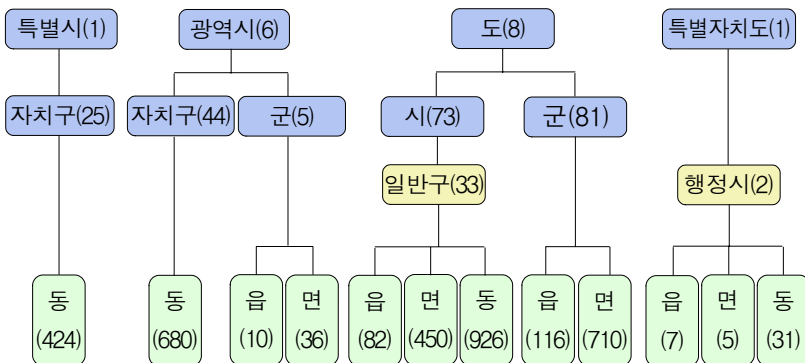 특별시(1) 광역시(6) 도(8) 특별자치도(1)
자치구(25) 자치구(44) 군(5) 시(73) 군(81)
일반구(33) 행정시(2)
동 동 읍 면 읍 면 동 읍 면 읍 면 동
(424) (680) (10) (36) (82) (450) (926) (116) (710) (7) (5) (31)